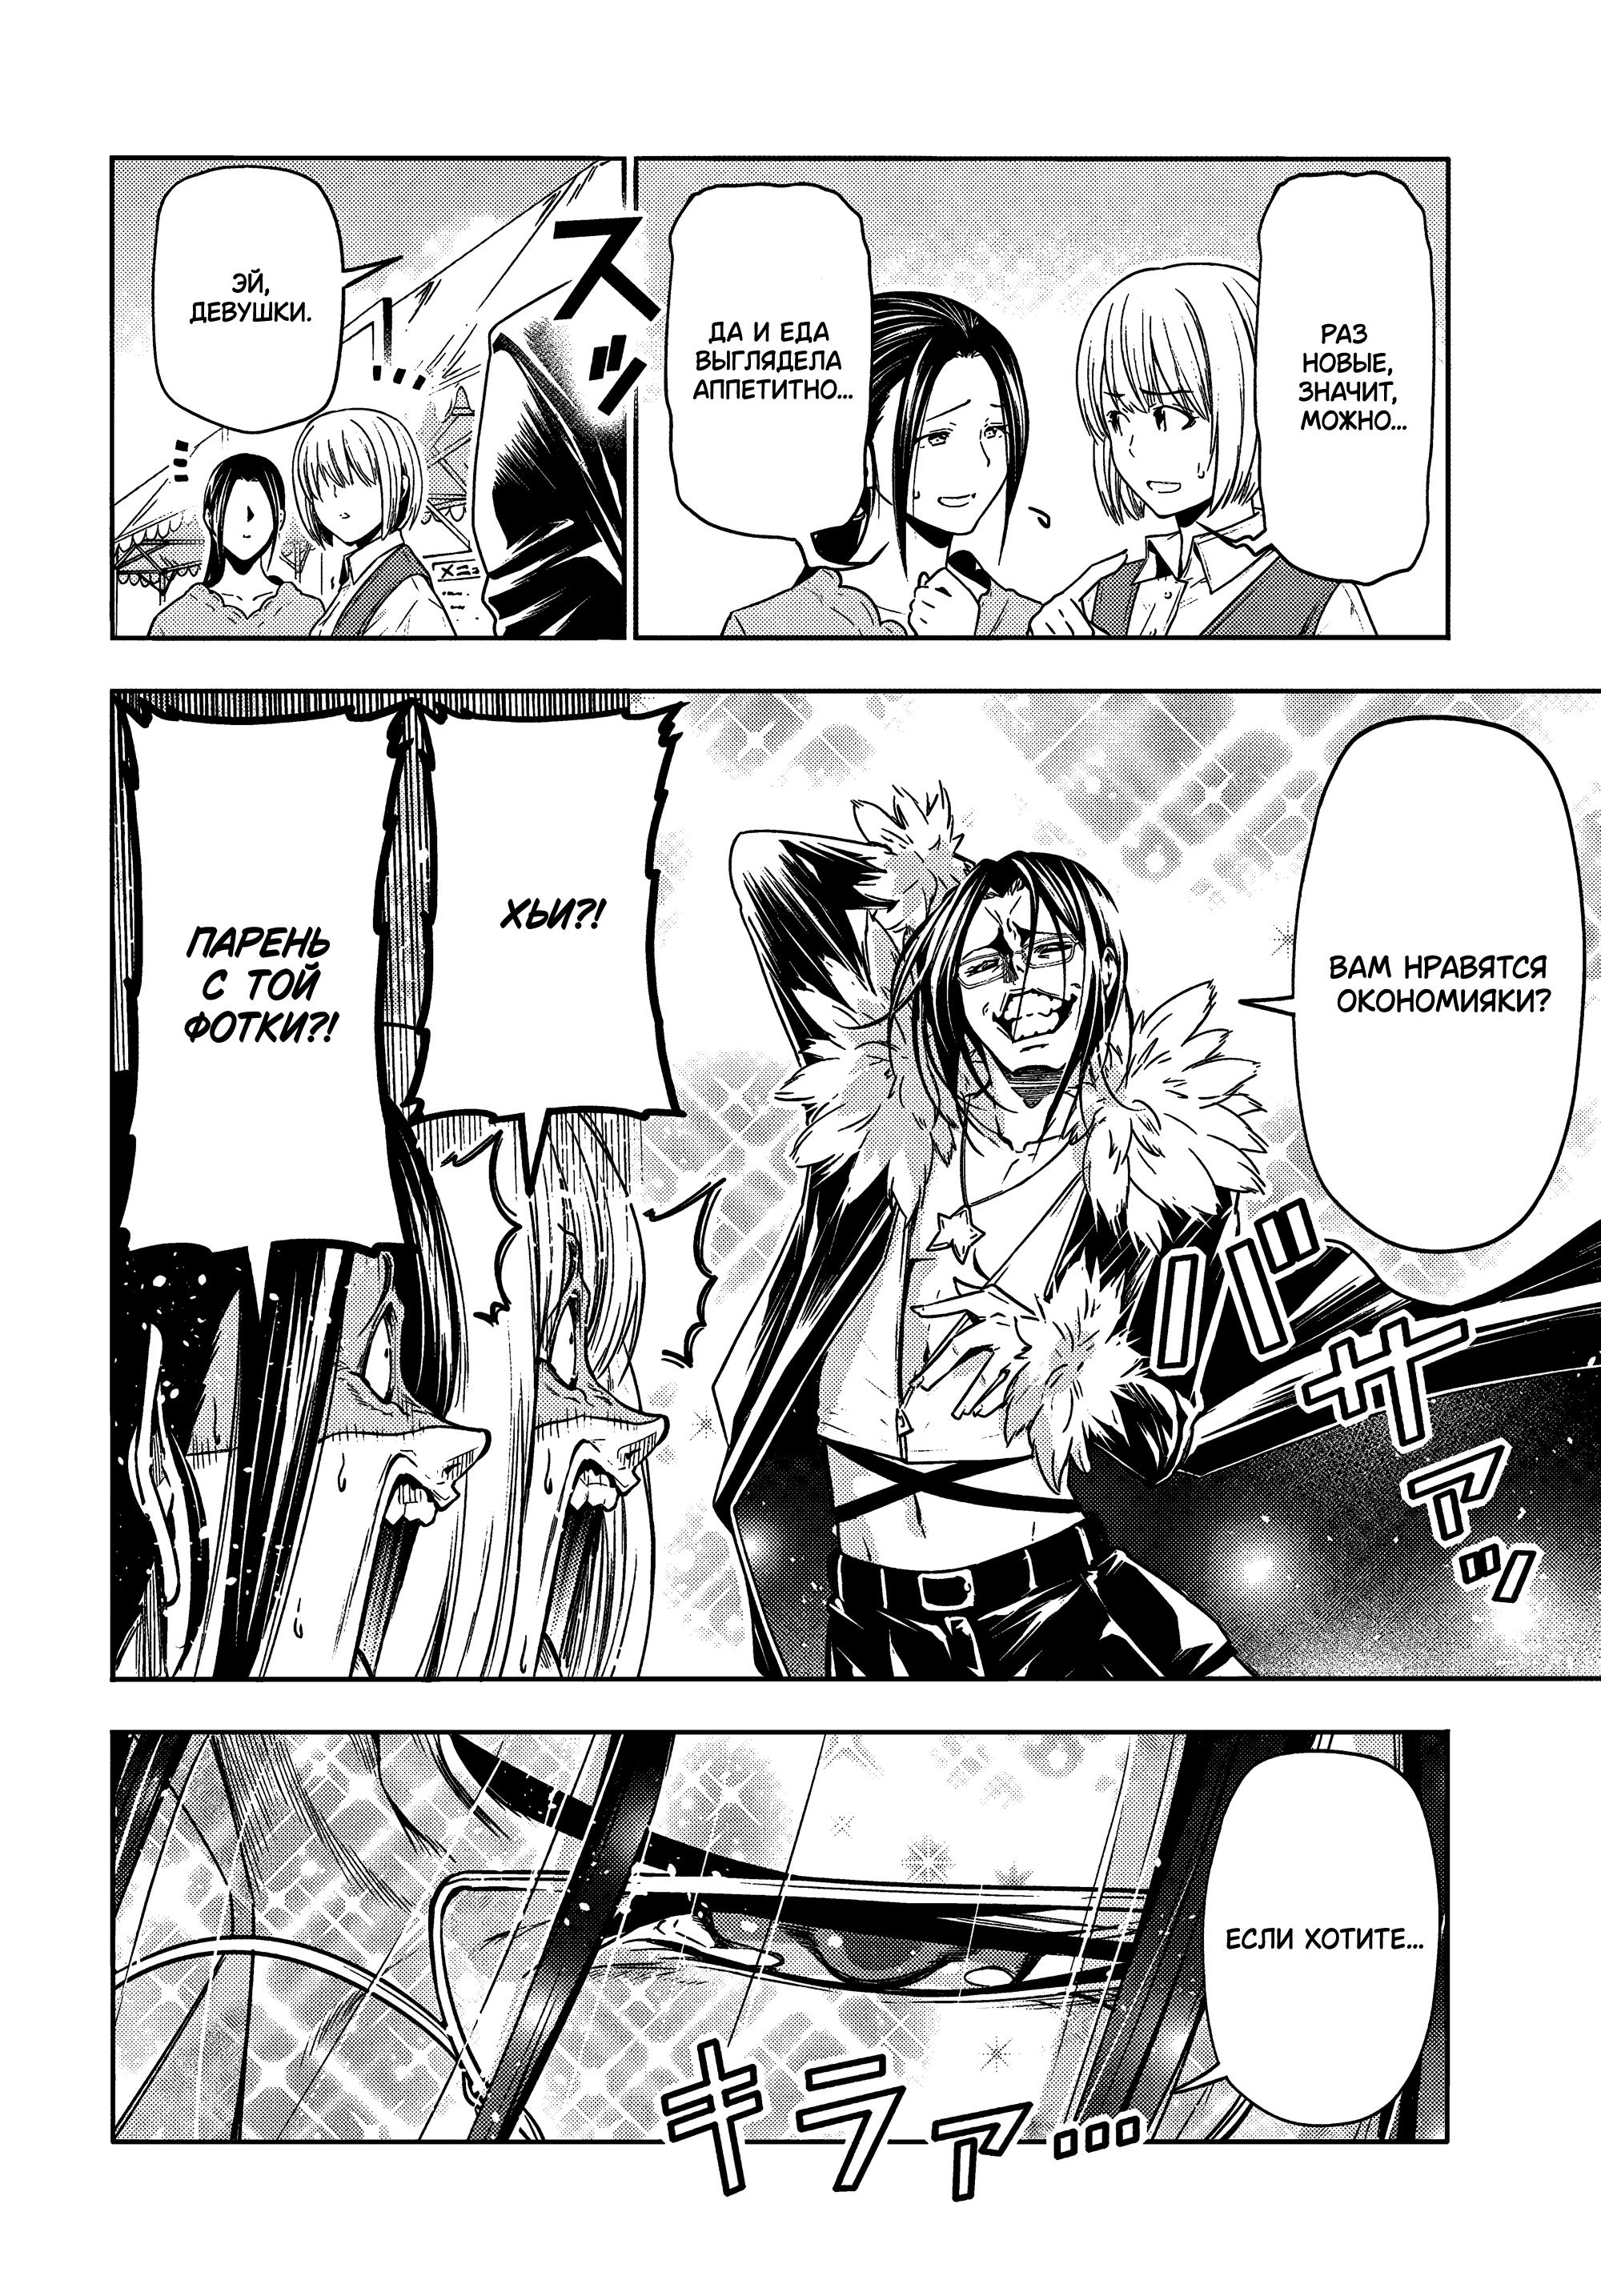 РАЗ
НОВЫЕ,
ЗНАЧИТ,
МОЖНО...
ДА И ЕДА
ВЫГЛЯДЕЛА
АППЕТИТНО...
スッ
ЭЙ,
ДЕВУШКИ.
ВАМ НРАВЯТСЯ
ОКОНОМИЯКИ?
バサァッ
ХЬИ?!
ПАРЕНЬ
С ТОЙ
ФОТКИ?!
ЕСЛИ ХОТИТЕ...
キラァ...